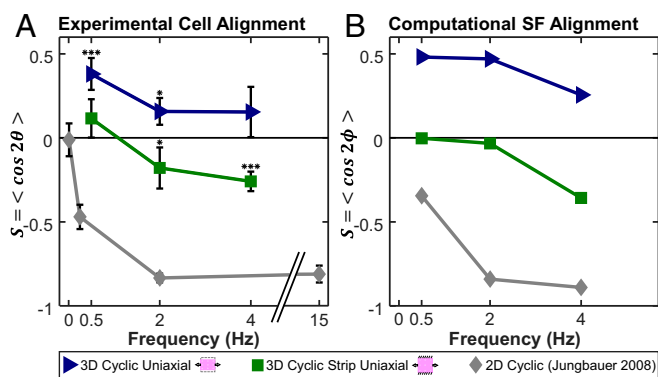 A Experimental Cell Alignment
B Computational SF Alignment
S = < cos 2θ >
0.5
0
-0.5
-1
***
*
*
***
0 0.5 2 4 15
Frequency (Hz)
S = < cos 2ϕ >
0.5
0
-0.5
-1
0 0.5 2 4
Frequency (Hz)
3D Cyclic Uniaxial 3D Cyclic Strip Uniaxial 2D Cyclic (Jungbauer 2008)